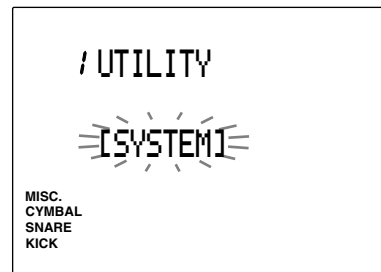 1 UTILITY
[SYSTEM]
MISC.
CYMBAL
SNARE
KICK